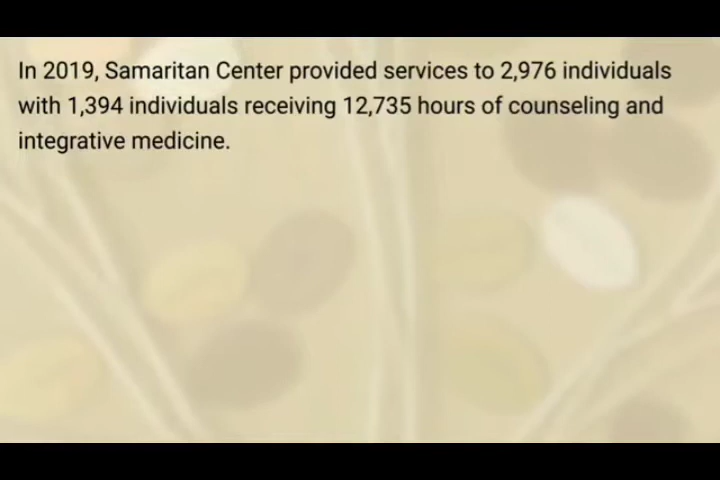 In 2019, Samaritan Center provided services to 2,976 individuals
with 1,394 individuals receiving 12,735 hours of counseling and
integrative medicine.